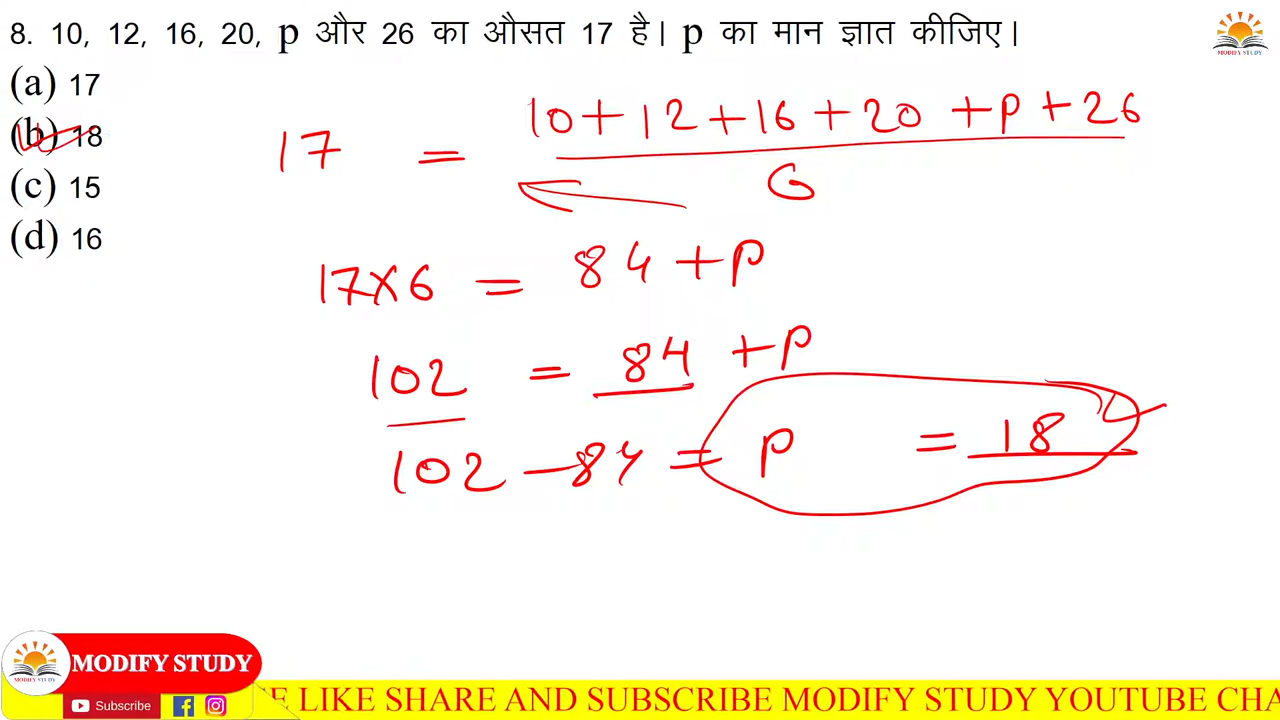 8. 10, 12, 16, 20, p और 26 का औसत 17 है। p का मान ज्ञात कीजिए।
MODIFY STUDY
(a) 17
(b) 18
(c) 15
(d) 16
17 = 10+12+16+20+p+26
6
17×6 = 84+p
102 = 84 +p
102-84 = p = 18
MODIFY STUDY
Subscribe
E LIKE SHARE AND SUBSCRIBE MODIFY STUDY YOUTUBE CHA